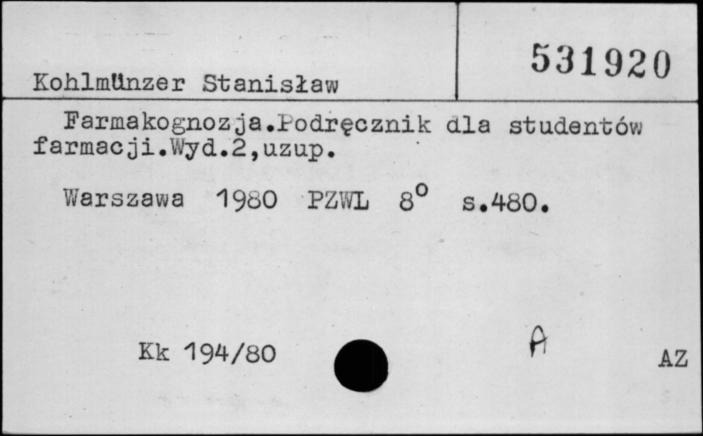 531920
Kohlmünzer Stanisław
Farmakognozja.Podręcznik dla studentów
farmacji.Wyd.2,uzup.
Warszawa 1980 PZWL 8° s.480.
Kk 194/80
A
AZ